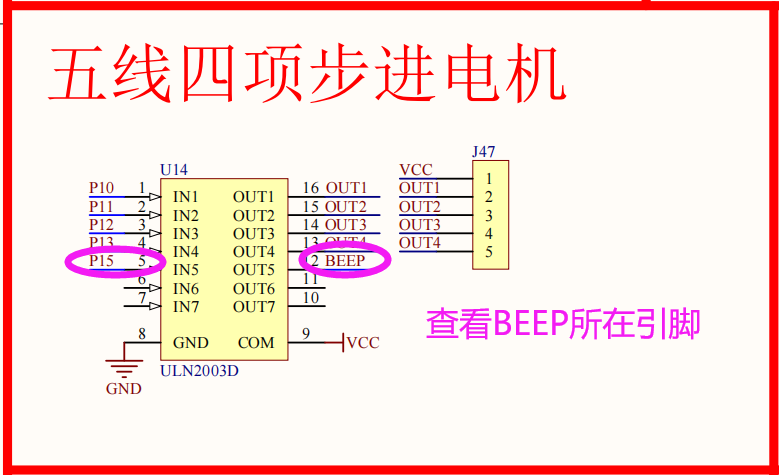 五线四项步进电机
U14
J47
P10 1 IN1 OUT1 16 OUT1
P11 2 IN2 OUT2 15 OUT2
P12 3 IN3 OUT3 14 OUT3
P13 4 IN4 OUT4 13 OUT4
P15 5 IN5 OUT5 12 BEEP
6 IN6 OUT6 11
7 IN7 OUT7 10
8 GND COM 9 VCC
GND
ULN2003D
VCC 1
OUT1 2
OUT2 3
OUT3 4
OUT4 5
查看BEEP所在引脚